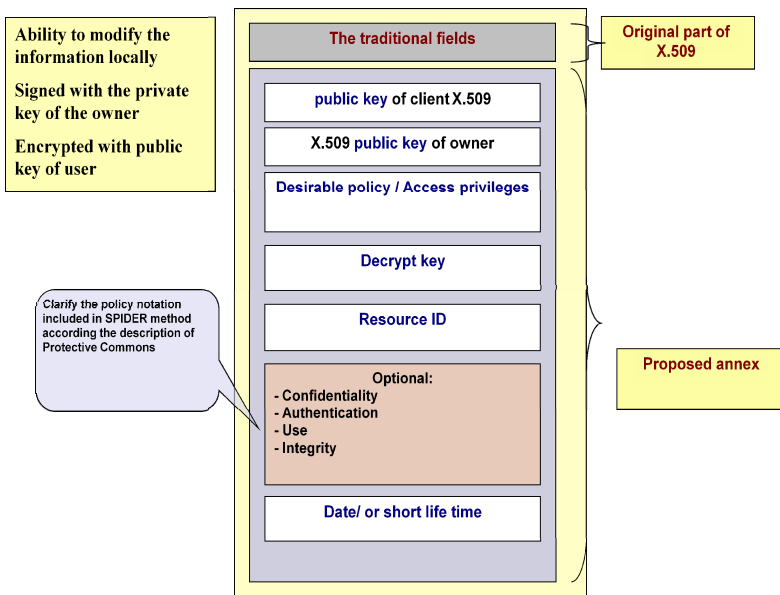 Ability to modify the
information locally
Signed with the private
key of the owner
Encrypted with public
key of user
The traditional fields
Original part of
X.509
public key of client X.509
X.509 public key of owner
Desirable policy / Access privileges
Decrypt key
Resource ID
Clarify the policy notation
included in SPIDER method
according the description of
Protective Commons
Optional:
- Confidentiality
- Authentication
- Use
- Integrity
Proposed annex
Date/ or short life time